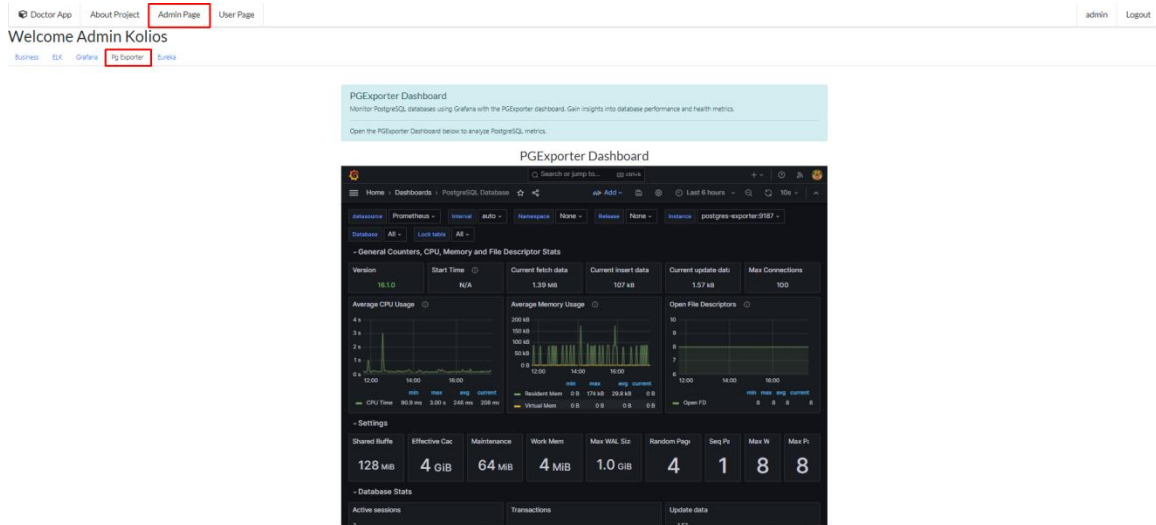 Doctor App About Project Admin Page User Page admin Logout
Welcome Admin Kolios
Business ELK Grafana Pg Exporter Eureka
PGExporter Dashboard
Monitor PostgreSQL databases using Grafana with the PGExporter dashboard. Gain insights into database performance and health metrics.
Open the PGExporter Dashboard below to analyze PostgreSQL metrics.
PGExporter Dashboard
Search or jump to... ctrl+k
Home › Dashboards › PostgreSQL Database Add Last 6 hours 10s
datasource Prometheus Interval auto Namespace None Release None Instance postgres-exporter:9187
Database All Lock table All
General Counters, CPU, Memory and File Descriptor Stats
Version Start Time Current fetch data Current insert data Current update dat Max Connections
16.1.0 N/A 1.39 MB 107 kB 1.57 kB 100
Average CPU Usage Average Memory Usage Open File Descriptors
4 s 200 kB 10
3 s 150 kB 9
2 s 100 kB 8
1 s 50 kB 7
0 s 0 B 6
12:00 14:00 16:00 12:00 14:00 16:00 12:00 14:00 16:00
min max avg current min max avg current min max avg current
CPU Time 90.9 ms 3.00 s 246 ms 208 ms Resident Mem 0 B 174 kB 29.8 kB 0 B Open FD 8 8 8 8
Virtual Mem 0 B 0 B 0 B 0 B
Settings
Shared Buffe Effective Cac Maintenance Work Mem Max WAL Siz Random Page Seq Pa Max W Max Pa
128 MiB 4 GiB 64 MiB 4 MiB 1.0 GiB 4 1 8 8
Database Stats
Active sessions Transactions Update data